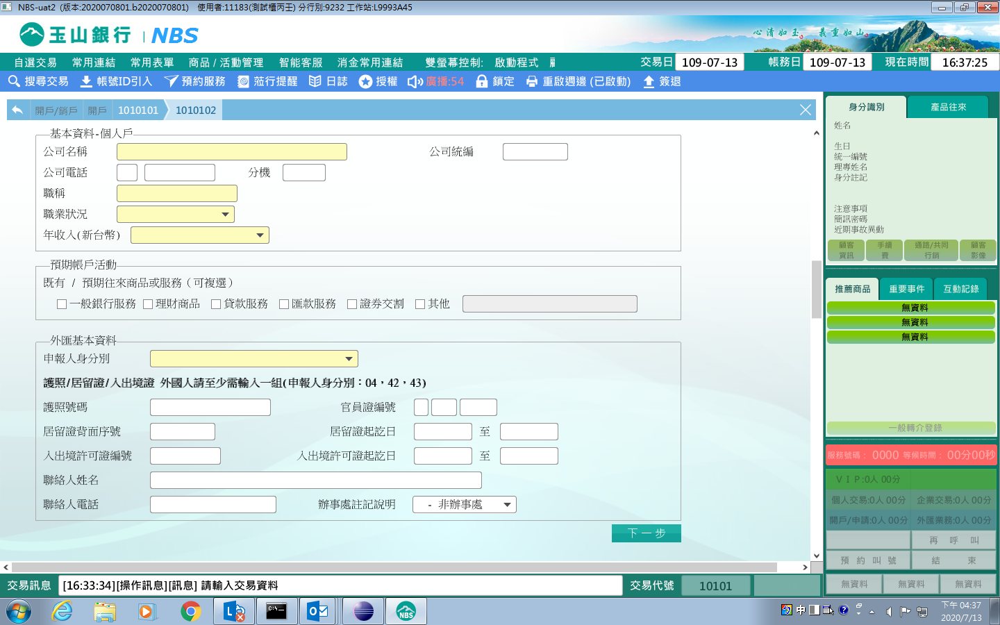 NBS-uat2 (版本:2020070801.b2020070801) 使用者:11183(測試櫃丙壬) 分行別:9232 工作站:L9993A45
玉山銀行 | NBS
心清如玉。 義重如山。
自選交易 常用連結 常用表單 商品 / 活動管理 智能客服 消金常用連結 雙螢幕控制: 啟動程式
交易日 109-07-13 帳務日 109-07-13 現在時間 16:37:25
搜尋交易 帳號ID引入 預約服務 蒞行提醒 日誌 授權 廣播:54 鎖定 重啟週邊 (已啟動) 簽退
開戶/銷戶 開戶 1010101 1010102
基本資料-個人戶
公司名稱 公司統編
公司電話 分機
職稱
職業狀況
年收入(新台幣)
預期帳戶活動
既有 / 預期往來商品或服務（可複選）
一般銀行服務 理財商品 貸款服務 匯款服務 證券交割 其他
外匯基本資料
申報人身分別
護照/居留證/入出境證 外國人請至少需輸入一組(申報人身分別：04，42，43)
護照號碼 官員證編號
居留證背面序號 居留證起訖日 至
入出境許可證編號 入出境許可證起訖日 至
聯絡人姓名
聯絡人電話 辦事處註記說明 - 非辦事處
下一步
身分識別 產品往來
姓名
生日
統一編號
理專姓名
身分註記
注意事項
簡訊密碼
近期事故異動
顧客資訊 手續費 通路/共同行銷 顧客影像
推薦商品 重要事件 互動記錄
無資料
無資料
無資料
一般轉介登錄
服務號碼： 0000 等候時間： 00分00秒
ＶＩＰ:0人 00分
個人交易:0人 00分 企業交易:0人 00分
開戶/申請:0人 00分 外匯業務:0人 00分
再 呼 叫
預 約 叫 號 結 束
無資料 無資料 無資料
交易訊息 [16:33:34][操作訊息][訊息] 請輸入交易資料 交易代號 10101
中 下午 04:37
2020/7/13